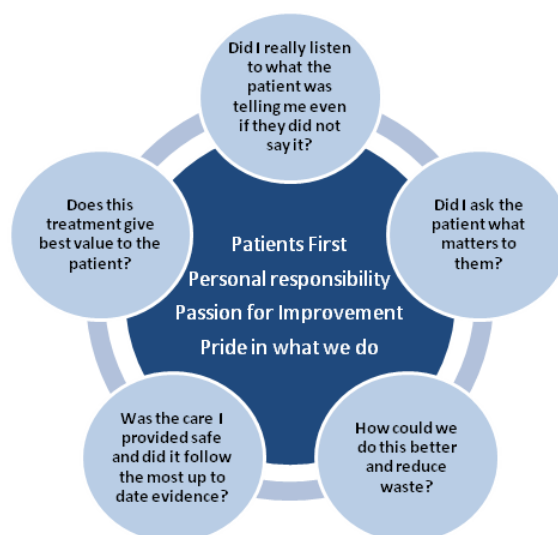 Did I really listen
to what the
patient was
telling me even
if they did not
say it?
Does this
treatment give
best value to the
patient?
Did I ask the
patient what
matters to
them?
Patients First
Personal responsibility
Passion for Improvement
Pride in what we do
Was the care I
provided safe
and did it follow
the most up to
date evidence?
How could we
do this better
and reduce
waste?